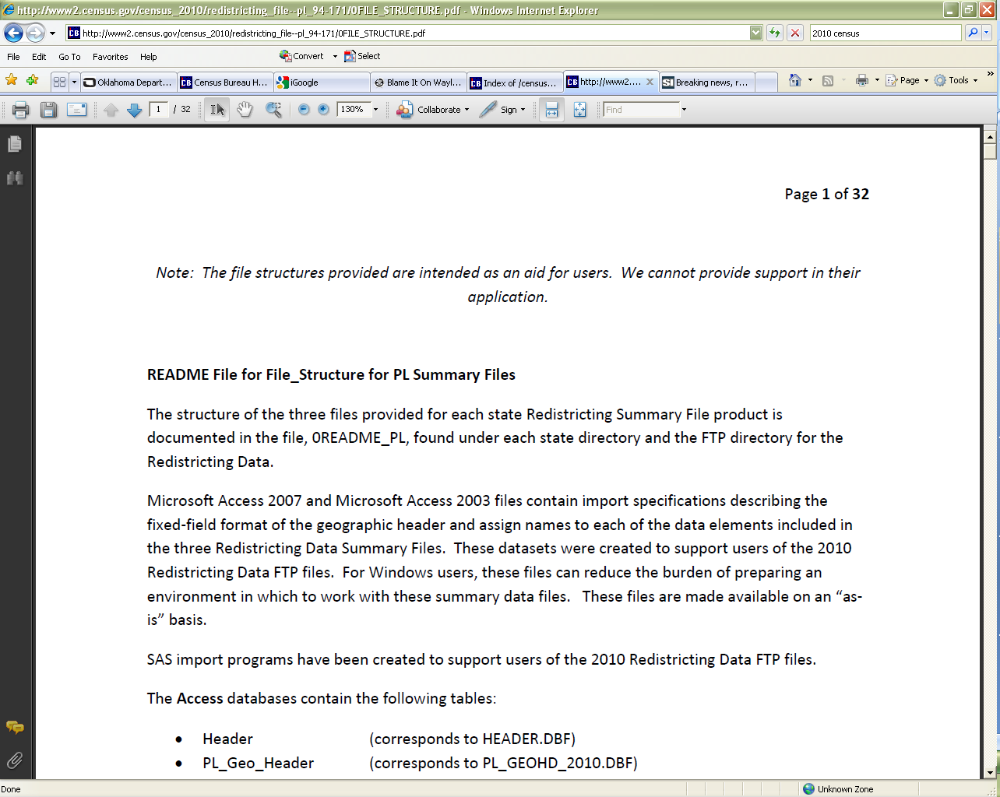 http://www2.census.gov/census_2010/redistricting_file--pl_94-171/0FILE_STRUCTURE.pdf - Windows Internet Explorer
http://www2.census.gov/census_2010/redistricting_file--pl_94-171/0FILE_STRUCTURE.pdf 2010 census
File Edit Go To Favorites Help Convert Select
Oklahoma Depart... Census Bureau H... iGoogle Blame It On Wayl... Index of /census... http://www2.... Breaking news, r... Page Tools
1 / 32 130% Collaborate Sign Find
Page 1 of 32
Note: The file structures provided are intended as an aid for users. We cannot provide support in their
application.
README File for File_Structure for PL Summary Files
The structure of the three files provided for each state Redistricting Summary File product is
documented in the file, 0README_PL, found under each state directory and the FTP directory for the
Redistricting Data.
Microsoft Access 2007 and Microsoft Access 2003 files contain import specifications describing the
fixed-field format of the geographic header and assign names to each of the data elements included in
the three Redistricting Data Summary Files. These datasets were created to support users of the 2010
Redistricting Data FTP files. For Windows users, these files can reduce the burden of preparing an
environment in which to work with these summary data files. These files are made available on an “as-
is” basis.
SAS import programs have been created to support users of the 2010 Redistricting Data FTP files.
The Access databases contain the following tables:
• Header (corresponds to HEADER.DBF)
• PL_Geo_Header (corresponds to PL_GEOHD_2010.DBF)
Done Unknown Zone